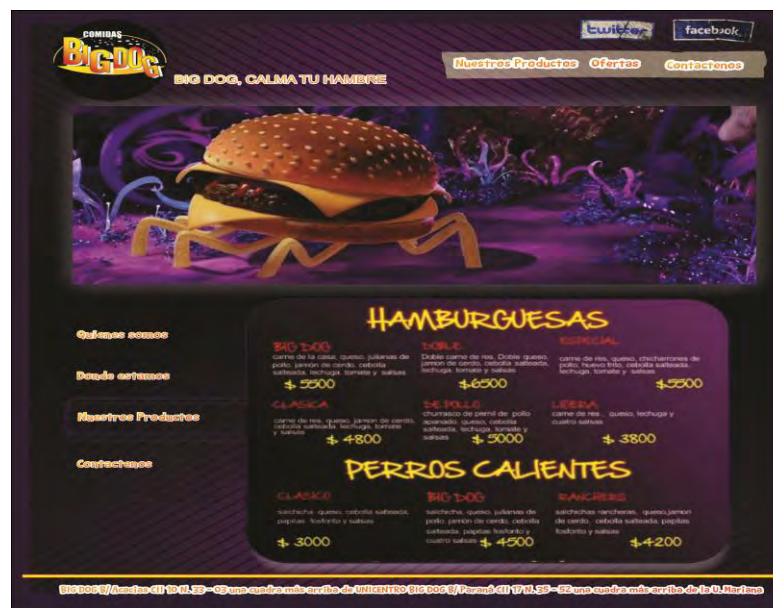 COMIDAS
BIG DOG
BIG DOG, CALMA TU HAMBRE
twitter
facebook
Nuestros Productos Ofertas Contactenos
Quienes somos
Donde estamos
Nuestros Productos
Contactenos
HAMBURGUESAS
BIG DOG
carne de la casa, queso, julianas de
pollo, jamón de cerdo, cebolla
salteada, lechuga, tomate y salsas
$ 5500
DOBLE
Doble carne de res, Doble queso,
jamon de cerdo, cebolla salteada,
lechuga, tomate y salsas
$6500
ESPECIAL
carne de res, queso, chicharrones de
pollo, huevo frito, cebolla salteada,
lechuga, tomate y salsas
$5500
CLASICA
carne de res, queso, jamon de cerdo,
cebolla salteada, lechuga, tomate
y salsas
$ 4800
DE POLLO
churrasco de pernil de pollo
apanado, queso, cebolla
salteada, lechuga, tomate y
salsas $ 5000
LIGERA
carne de res , queso, lechuga y
cuatro salsas
$ 3800
PERROS CALIENTES
CLASICO
salchicha queso, cebolla salteada,
papitas fosforito y salsas
$ 3000
BIG DOG
salchicha, queso, julianas de
pollo, jamón de cerdo, cebolla
salteada, papitas fosforito y
cuatro salsas $ 4500
RANCHERS
salchichas rancheras, queso,jamon
de cerdo, cebolla salteada, papitas
fosforito y salsas
$4200
BIG DOG B/ Acacias Cll 10 N. 33 - 03 una cuadra más arriba de UNICENTRO, BIG DOG B/ Paraná Cll 17 N. 35 - 52 una cuadra más arriba de la U. Mariana